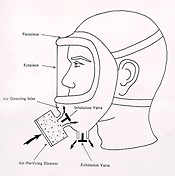 Facepiece
Eyepiece
Air Directing Inlet
Inhalation Valve
Air-Purifying Element
Exhalation Valve